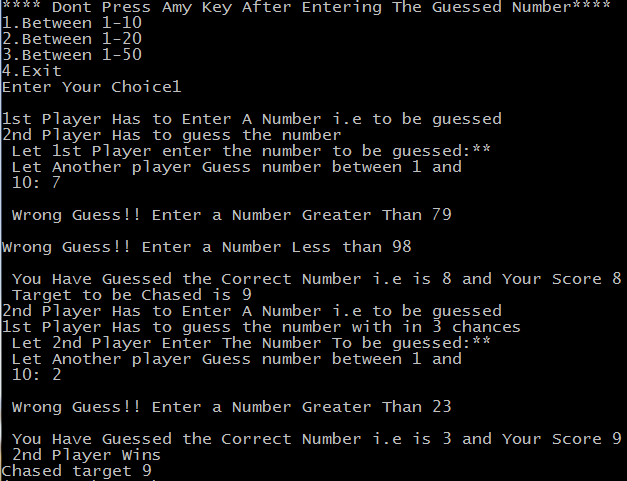 **** Dont Press Amy Key After Entering The Guessed Number****
1.Between 1-10
2.Between 1-20
3.Between 1-50
4.Exit
Enter Your Choice1
1st Player Has to Enter A Number i.e to be guessed
2nd Player Has to guess the number
Let 1st Player enter the number to be guessed:**
Let Another player Guess number between 1 and
10: 7
Wrong Guess!! Enter a Number Greater Than 79
Wrong Guess!! Enter a Number Less than 98
You Have Guessed the Correct Number i.e is 8 and Your Score 8
Target to be Chased is 9
2nd Player Has to Enter A Number i.e to be guessed
1st Player Has to guess the number with in 3 chances
Let 2nd Player Enter The Number To be guessed:**
Let Another player Guess number between 1 and
10: 2
Wrong Guess!! Enter a Number Greater Than 23
You Have Guessed the Correct Number i.e is 3 and Your Score 9
2nd Player Wins
Chased target 9